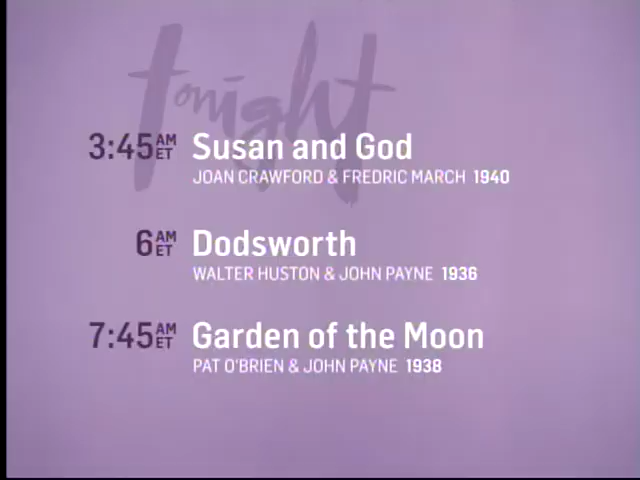 tonight
3:45 AM ET Susan and God
JOAN CRAWFORD & FREDRIC MARCH 1940
6 AM ET Dodsworth
WALTER HUSTON & JOHN PAYNE 1936
7:45 AM ET Garden of the Moon
PAT O'BRIEN & JOHN PAYNE 1938